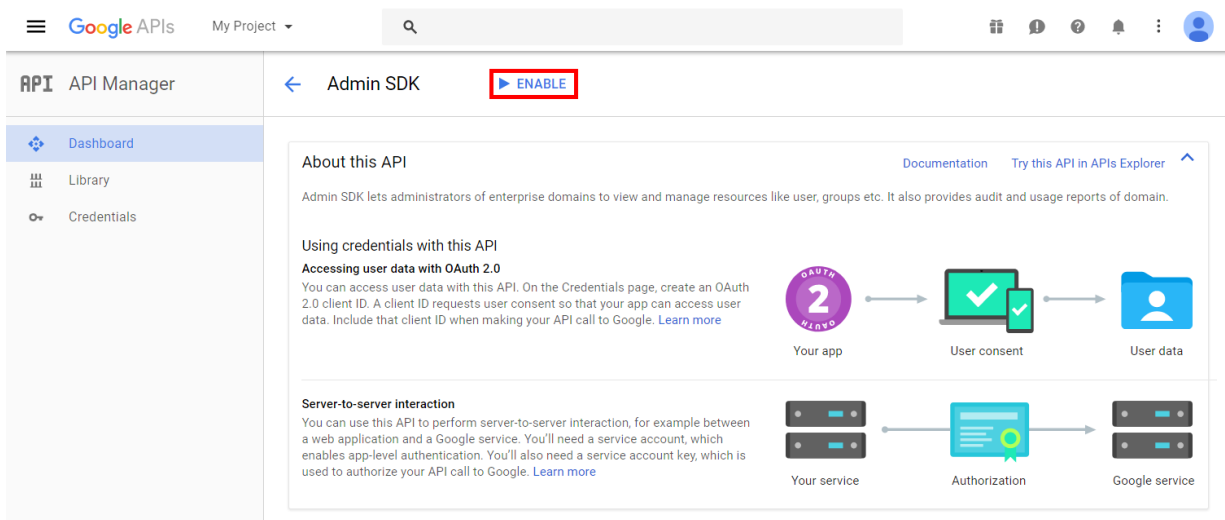 Google APIs My Project
API API Manager
Admin SDK ENABLE
Dashboard
Library
Credentials
About this API
Documentation Try this API in APIs Explorer
Admin SDK lets administrators of enterprise domains to view and manage resources like user, groups etc. It also provides audit and usage reports of domain.
Using credentials with this API
Accessing user data with OAuth 2.0
You can access user data with this API. On the Credentials page, create an OAuth
2.0 client ID. A client ID requests user consent so that your app can access user
data. Include that client ID when making your API call to Google. Learn more
OAUTH
2
OAUTH
Your app
User consent
User data
Server-to-server interaction
You can use this API to perform server-to-server interaction, for example between
a web application and a Google service. You'll need a service account, which
enables app-level authentication. You'll also need a service account key, which is
used to authorize your API call to Google. Learn more
Your service
Authorization
Google service